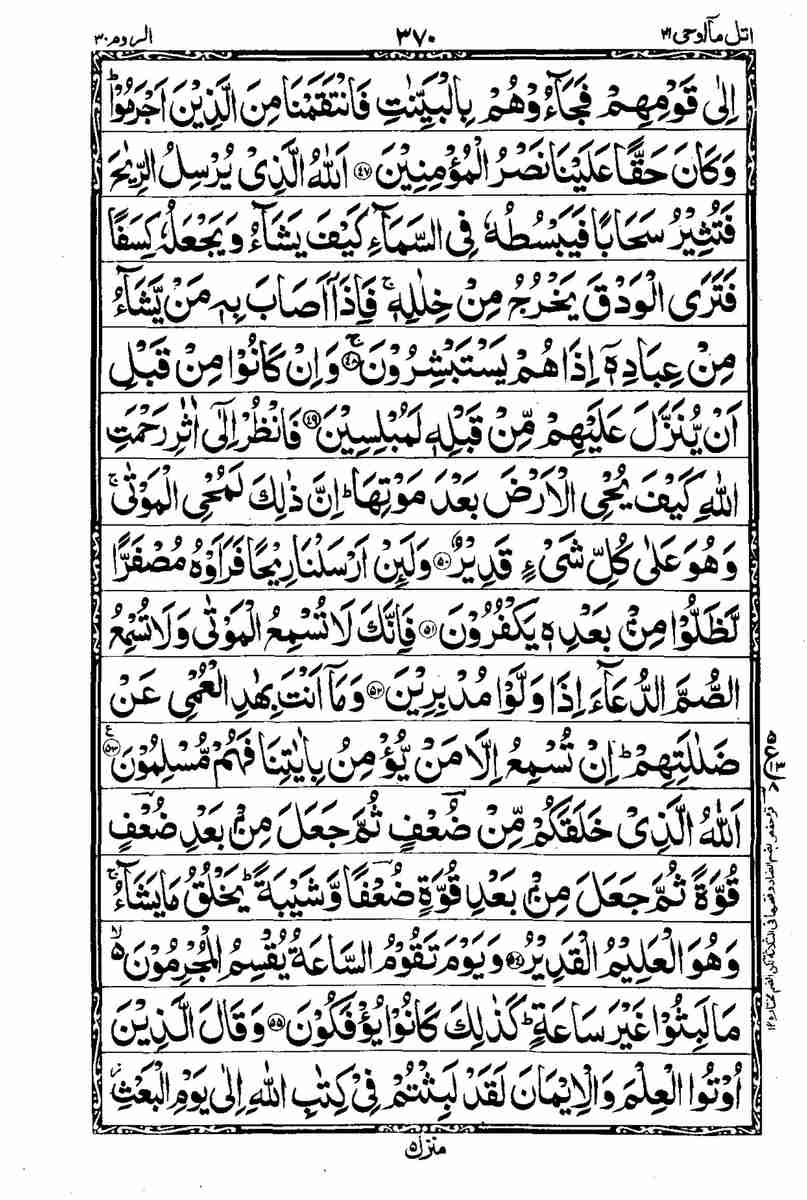 اتل مآاوحی ۲۱
۳۷۰
الروم ۳۰
اِلٰى قَوْمِهِمْ فَجَآءُوْهُمْ بِالْبَيِّنٰتِ فَانْتَقَمْنَا مِنَ الَّذِيْنَ اَجْرَمُوْا ؕ
وَكَانَ حَقًّا عَلَيْنَا نَصْرُ الْمُؤْمِنِيْنَ ﴿۴۷﴾ اَللّٰهُ الَّذِيْ يُرْسِلُ الرِّيٰحَ
فَتُثِيْرُ سَحَابًا فَيَبْسُطُهٗ فِي السَّمَآءِ كَيْفَ يَشَآءُ وَيَجْعَلُهٗ كِسَفًا
فَتَرَى الْوَدْقَ يَخْرُجُ مِنْ خِلٰلِهٖ ۚ فَاِذَآ اَصَابَ بِهٖ مَنْ يَّشَآءُ
مِنْ عِبَادِهٖٓ اِذَا هُمْ يَسْتَبْشِرُوْنَ ﴿۴۸﴾ۚ وَاِنْ كَانُوْا مِنْ قَبْلِ
اَنْ يُّنَزَّلَ عَلَيْهِمْ مِّنْ قَبْلِهٖ لَمُبْلِسِيْنَ ﴿۴۹﴾ فَانْظُرْ اِلٰٓى اٰثٰرِ رَحْمَتِ
اللّٰهِ كَيْفَ يُحْيِ الْاَرْضَ بَعْدَ مَوْتِهَا ؕ اِنَّ ذٰلِكَ لَمُحْيِ الْمَوْتٰى ۚ
وَهُوَ عَلٰى كُلِّ شَيْءٍ قَدِيْرٌ ﴿۵۰﴾ وَلَئِنْ اَرْسَلْنَا رِيْحًا فَرَاَوْهُ مُصْفَرًّا
لَّظَلُّوْا مِنْۢ بَعْدِهٖ يَكْفُرُوْنَ ﴿۵۱﴾ فَاِنَّكَ لَا تُسْمِعُ الْمَوْتٰى وَلَا تُسْمِعُ
الصُّمَّ الدُّعَآءَ اِذَا وَلَّوْا مُدْبِرِيْنَ ﴿۵۲﴾ وَمَآ اَنْتَ بِهٰدِ الْعُمْيِ عَنْ
ضَلٰلَتِهِمْ ؕ اِنْ تُسْمِعُ اِلَّا مَنْ يُّؤْمِنُ بِاٰيٰتِنَا فَهُمْ مُّسْلِمُوْنَ ﴿۵۳﴾ع
اَللّٰهُ الَّذِيْ خَلَقَكُمْ مِّنْ ضُعْفٍ ثُمَّ جَعَلَ مِنْۢ بَعْدِ ضُعْفٍ
قُوَّةً ثُمَّ جَعَلَ مِنْۢ بَعْدِ قُوَّةٍ ضُعْفًا وَّشَيْبَةً ؕ يَخْلُقُ مَا يَشَآءُ ۚ
وَهُوَ الْعَلِيْمُ الْقَدِيْرُ ﴿۵۴﴾ وَيَوْمَ تَقُوْمُ السَّاعَةُ يُقْسِمُ الْمُجْرِمُوْنَ ۵ۙ
مَا لَبِثُوْا غَيْرَ سَاعَةٍ ؕ كَذٰلِكَ كَانُوْا يُؤْفَكُوْنَ ﴿۵۵﴾ وَقَالَ الَّذِيْنَ
اُوْتُوا الْعِلْمَ وَالْاِيْمَانَ لَقَدْ لَبِثْتُمْ فِيْ كِتٰبِ اللّٰهِ اِلٰى يَوْمِ الْبَعْثِ ؗ
۵
ع
۱۳
منزل ۵